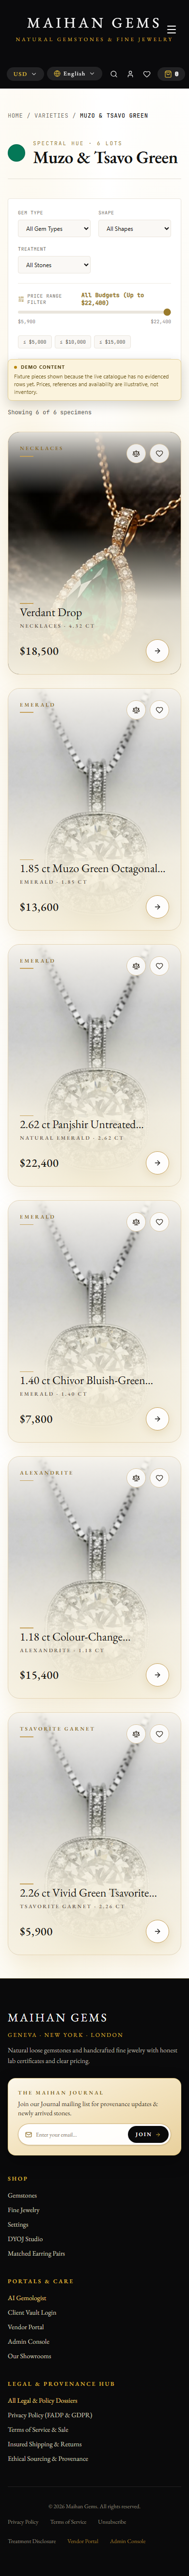 MAIHAN GEMS
NATURAL GEMSTONES & FINE JEWELRY
USD
English
0
HOME / VARIETIES / MUZO & TSAVO GREEN
SPECTRAL HUE · 6 LOTS
Muzo & Tsavo Green
GEM TYPE
All Gem Types
SHAPE
All Shapes
TREATMENT
All Stones
PRICE RANGE FILTER
All Budgets (Up to $22,400)
$5,900
$22,400
≤ $5,000
≤ $10,000
≤ $15,000
DEMO CONTENT
Fixture pieces shown because the live catalogue has no evidenced rows yet. Prices, references and availability are illustrative, not inventory.
Showing 6 of 6 specimens
NECKLACES
Verdant Drop
NECKLACES · 4.52 CT
$18,500
EMERALD
1.85 ct Muzo Green Octagonal…
EMERALD · 1.85 CT
$13,600
EMERALD
2.62 ct Panjshir Untreated…
NATURAL EMERALD · 2.62 CT
$22,400
EMERALD
1.40 ct Chivor Bluish-Green…
EMERALD · 1.40 CT
$7,800
ALEXANDRITE
1.18 ct Colour-Change…
ALEXANDRITE · 1.18 CT
$15,400
TSAVORITE GARNET
2.26 ct Vivid Green Tsavorite…
TSAVORITE GARNET · 2.26 CT
$5,900
MAIHAN GEMS
GENEVA · NEW YORK · LONDON
Natural loose gemstones and handcrafted fine jewelry with honest lab certificates and clear pricing.
THE MAIHAN JOURNAL
Join our Journal mailing list for provenance updates & newly arrived stones.
Enter your email...
JOIN →
SHOP
Gemstones
Fine Jewelry
Settings
DYOJ Studio
Matched Earring Pairs
PORTALS & CARE
AI Gemologist
Client Vault Login
Vendor Portal
Admin Console
Our Showrooms
LEGAL & PROVENANCE HUB
All Legal & Policy Dossiers
Privacy Policy (FADP & GDPR)
Terms of Service & Sale
Insured Shipping & Returns
Ethical Sourcing & Provenance
© 2026 Maihan Gems. All rights reserved.
Privacy Policy
Terms of Service
Unsubscribe
Treatment Disclosure
Vendor Portal
Admin Console